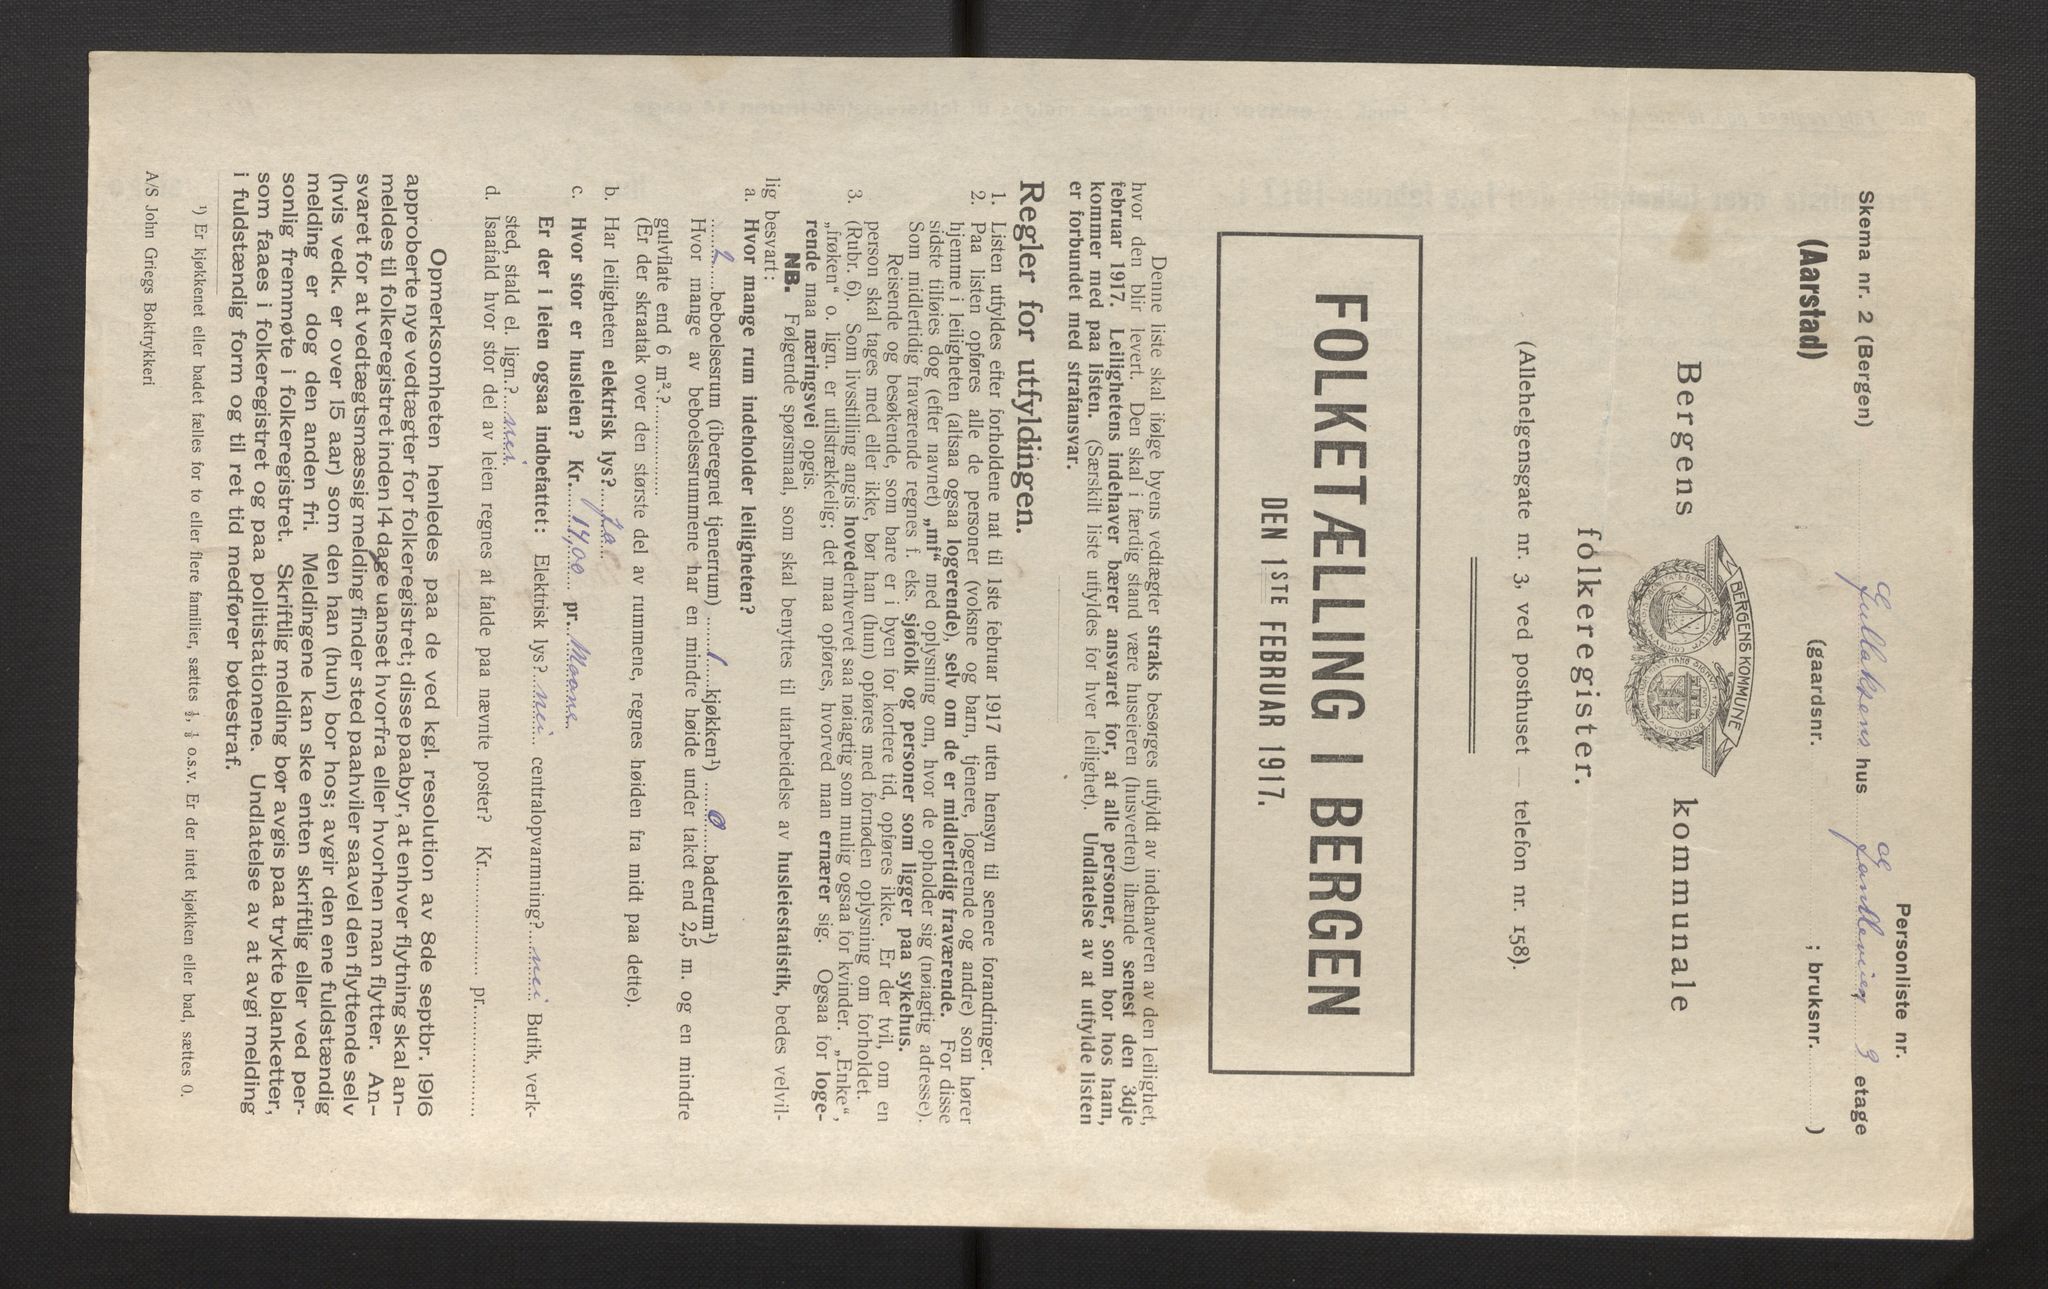 Skema nr. 2 (Bergen)
Personliste nr.
(Aarstad)
Gullaksens hus og Jandleveien 3 etage
(gaardsnr. ; bruksnr. )
BERGENS KOMMUNE
Bergens kommunale
folkeregister.
(Allehelgensgate nr. 3, ved posthuset — telefon nr. 158).
FOLKETÆLLING I BERGEN
DEN 1STE FEBRUAR 1917.
Denne liste skal ifølge byens vedtægter straks besørges utfyldt av indehaveren av den leilighet,
hvor den blir levert. Den skal i færdig stand være huseieren (husverten) ihænde senest den 3dje
februar 1917. Leilighetens indehaver bærer ansvaret for, at alle personer, som bor hos ham,
kommer med paa listen. (Særskilt liste utfyldes for hver leilighet). Undlatelse av at utfylde listen
er forbundet med strafansvar.
Regler for utfyldingen.
1. Listen utfyldes efter forholdene nat til 1ste februar 1917 uten hensyn til senere forandringer.
2. Paa listen opføres alle de personer (voksne og barn, tjenere, logerende og andre) som hører
hjemme i leiligheten (altsaa ogsaa logerende), selv om de er midlertidig fraværende. For disse
sidste tilføies dog (efter navnet) „mf“ med oplysning om, hvor de opholder sig (nøiagtig adresse).
Som midlertidig fraværende regnes f. eks. sjøfolk og personer som ligger paa sykehus.
Reisende og besøkende, som bare er i byen for kortere tid, opføres ikke. Er der tvil, om en
person skal tages med eller ikke, bør han (hun) opføres med fornøden oplysning om forholdet.
3. (Rubr. 6). Som livsstilling angis hovederhvervet saa nøiagtig som mulig ogsaa for kvinder. „Enke“,
„frøken“ o. lign. er utilstrækkelig; det maa opføres, hvorved man ernærer sig. Ogsaa for loge-
rende maa næringsvei opgis.
NB. Følgende spørsmaal, som skal benyttes til utarbeidelse av husleiestatistik, bedes velvil-
lig besvart:
a. Hvor mange rum indeholder leiligheten?
2 beboelsesrum (iberegnet tjenerrum) 1 kjøkken¹) 0 baderum¹)
Hvor mange av beboelsesrummene har en mindre høide under taket end 2,5 m. og en mindre
gulvflate end 6 m²?
(Er der skraatak over den største del av rummene, regnes høiden fra midt paa dette).
b. Har leiligheten elektrisk lys? Ja
c. Hvor stor er husleien? Kr. 17,00 pr. Maane
Er der i leien ogsaa indbefattet: Elektrisk lys? nei centralopvarmning? nei Butik, verk-
sted, stald el. lign.? nei
d. Isaafald hvor stor del av leien regnes at falde paa nævnte poster? Kr. pr.
Opmerksomheten henledes paa de ved kgl. resolution av 8de septbr. 1916
approberte nye vedtægter for folkeregistret; disse paabyr, at enhver flytning skal an-
meldes til folkeregistret inden 14 dage uanset hvorfra eller hvorhen man flytter. An-
svaret for at vedtægtsmæssig melding finder sted paahviler saavel den flyttende selv
(hvis vedk. er over 15 aar) som den han (hun) bor hos; avgir den ene fuldstændig
melding er dog den anden fri. Meldingene kan ske enten skriftlig eller ved per-
sonlig fremmøte i folkeregistret. Skriftlig melding bør avgis paa trykte blanketter,
som faaes i folkeregistret og paa politistationene. Undlatelse av at avgi melding
i fuldstændig form og til ret tid medfører bøtestraf.
¹) Er kjøkkenet eller badet fælles for to eller flere familier, sættes ½, ⅓ o.s.v. Er der intet kjøkken eller bad, sættes 0.
A/S John Griegs Boktrykkeri